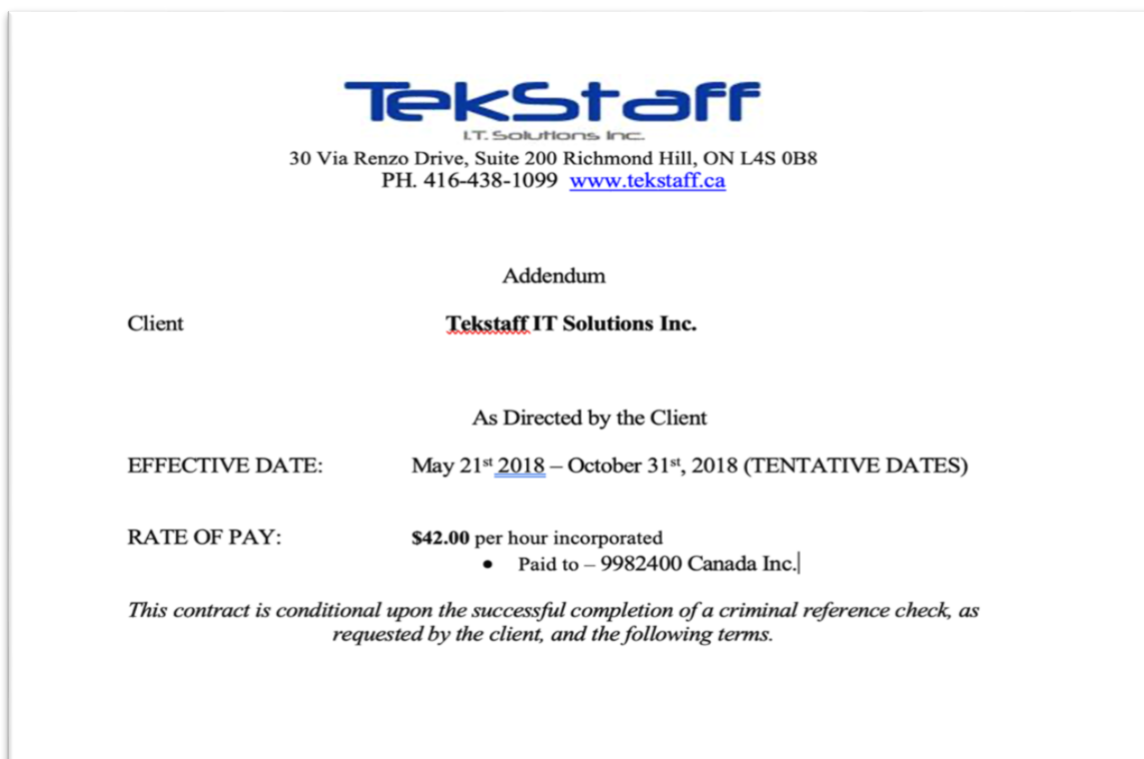 TekStaff
I.T. Solutions Inc.
30 Via Renzo Drive, Suite 200 Richmond Hill, ON L4S 0B8
PH. 416-438-1099 www.tekstaff.ca
Addendum
Client Tekstaff IT Solutions Inc.
As Directed by the Client
EFFECTIVE DATE: May 21st 2018 – October 31st, 2018 (TENTATIVE DATES)
RATE OF PAY: $42.00 per hour incorporated
• Paid to – 9982400 Canada Inc.
This contract is conditional upon the successful completion of a criminal reference check, as
requested by the client, and the following terms.